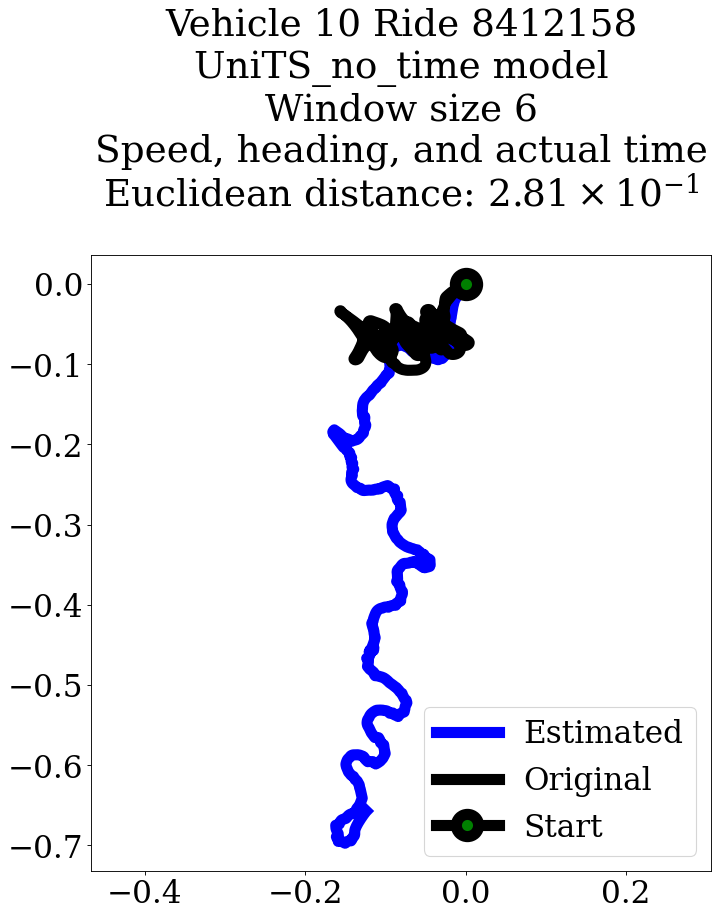 Vehicle 10 Ride 8412158
UniTS_no_time model
Window size 6
Speed, heading, and actual time
Euclidean distance: 2.81 × 10⁻¹
0.0
−0.1
−0.2
−0.3
−0.4
−0.5
−0.6
−0.7
Estimated
Original
Start
−0.4 −0.2 0.0 0.2